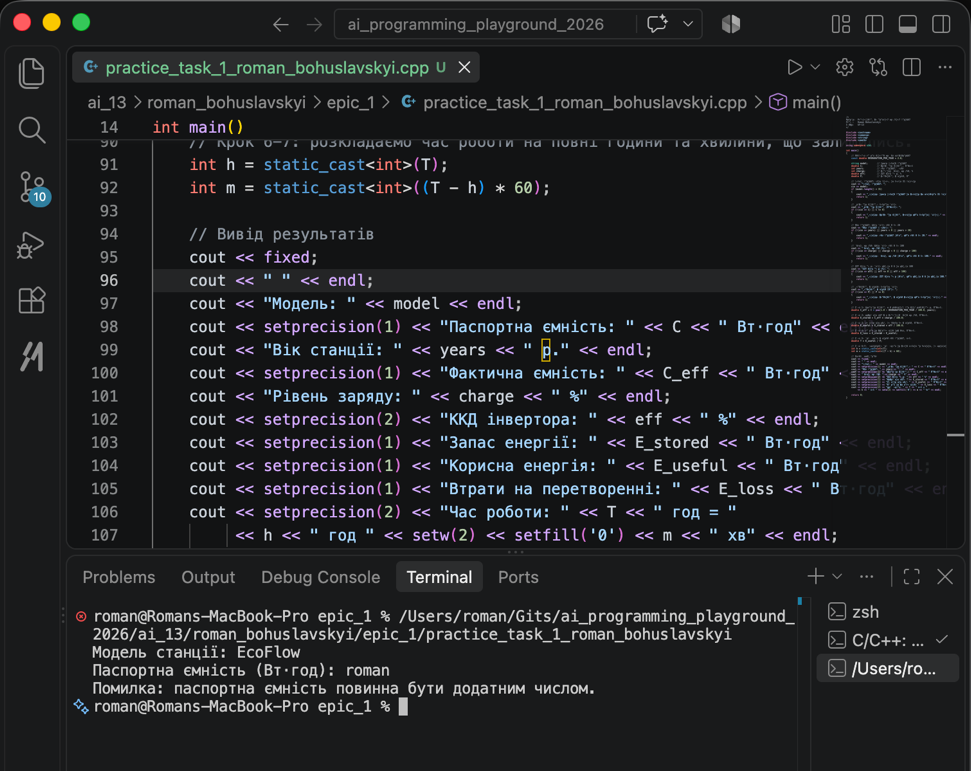 ai_programming_playground_2026
practice_task_1_roman_bohuslavskyi.cpp U
ai_13 > roman_bohuslavskyi > epic_1 > practice_task_1_roman_bohuslavskyi.cpp > main()
14 int main()
90 // Крок 6-7: розкладаємо час роботи на повні години та хвилини, що
91 int h = static_cast<int>(T);
92 int m = static_cast<int>((T - h) * 60);
93
94 // Вивід результатів
95 cout << fixed;
96 cout << " " << endl;
97 cout << "Модель: " << model << endl;
98 cout << setprecision(1) << "Паспортна ємність: " << C << " Вт·год" <<
99 cout << "Вік станції: " << years << " р." << endl;
100 cout << setprecision(1) << "Фактична ємність: " << C_eff << " Вт·год"
101 cout << "Рівень заряду: " << charge << " %" << endl;
102 cout << setprecision(2) << "ККД інвертора: " << eff << " %" << endl;
103 cout << setprecision(1) << "Запас енергії: " << E_stored << " Вт·год" << endl;
104 cout << setprecision(1) << "Корисна енергія: " << E_useful << " Вт·год" << endl;
105 cout << setprecision(1) << "Втрати на перетворенні: " << E_loss << " Вт·год" << en
106 cout << setprecision(2) << "Час роботи: " << T << " год = "
107 << h << " год " << setw(2) << setfill('0') << m << " хв" << endl;
Problems Output Debug Console Terminal Ports
roman@Romans-MacBook-Pro epic_1 % /Users/roman/Gits/ai_programming_playground_
2026/ai_13/roman_bohuslavskyi/epic_1/practice_task_1_roman_bohuslavskyi
Модель станції: EcoFlow
Паспортна ємність (Вт·год): roman
Помилка: паспортна ємність повинна бути додатним числом.
roman@Romans-MacBook-Pro epic_1 %
zsh
C/C++: ...
/Users/ro...
10